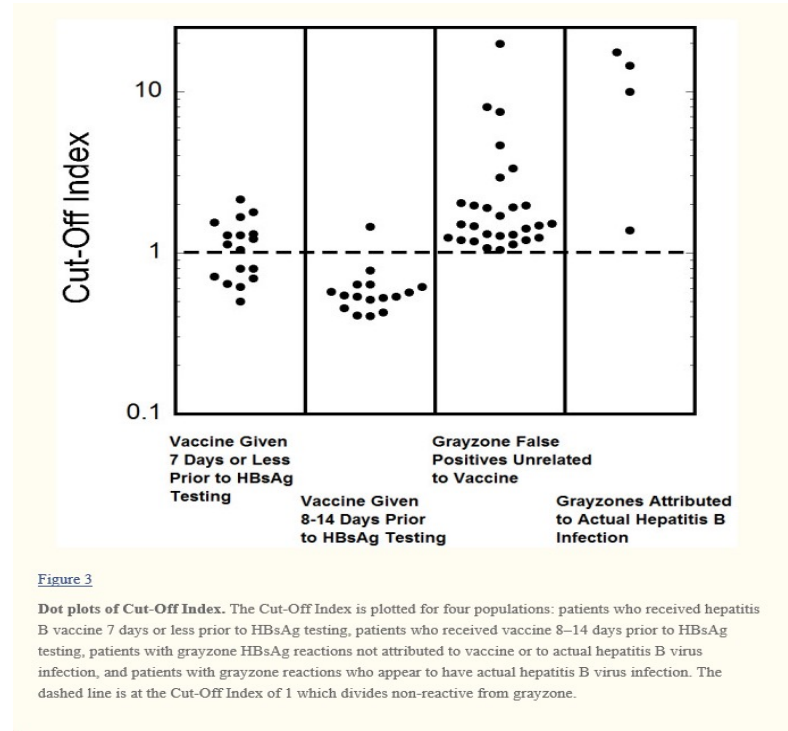 10
1
0.1
Cut-Off Index
Vaccine Given
7 Days or Less
Prior to HBsAg
Testing
Vaccine Given
8-14 Days Prior
to HBsAg Testing
Grayzone False
Positives Unrelated
to Vaccine
Grayzones Attributed
to Actual Hepatitis B
Infection
Figure 3
Dot plots of Cut-Off Index. The Cut-Off Index is plotted for four populations: patients who received hepatitis
B vaccine 7 days or less prior to HBsAg testing, patients who received vaccine 8–14 days prior to HBsAg
testing, patients with grayzone HBsAg reactions not attributed to vaccine or to actual hepatitis B virus
infection, and patients with grayzone reactions who appear to have actual hepatitis B virus infection. The
dashed line is at the Cut-Off Index of 1 which divides non-reactive from grayzone.